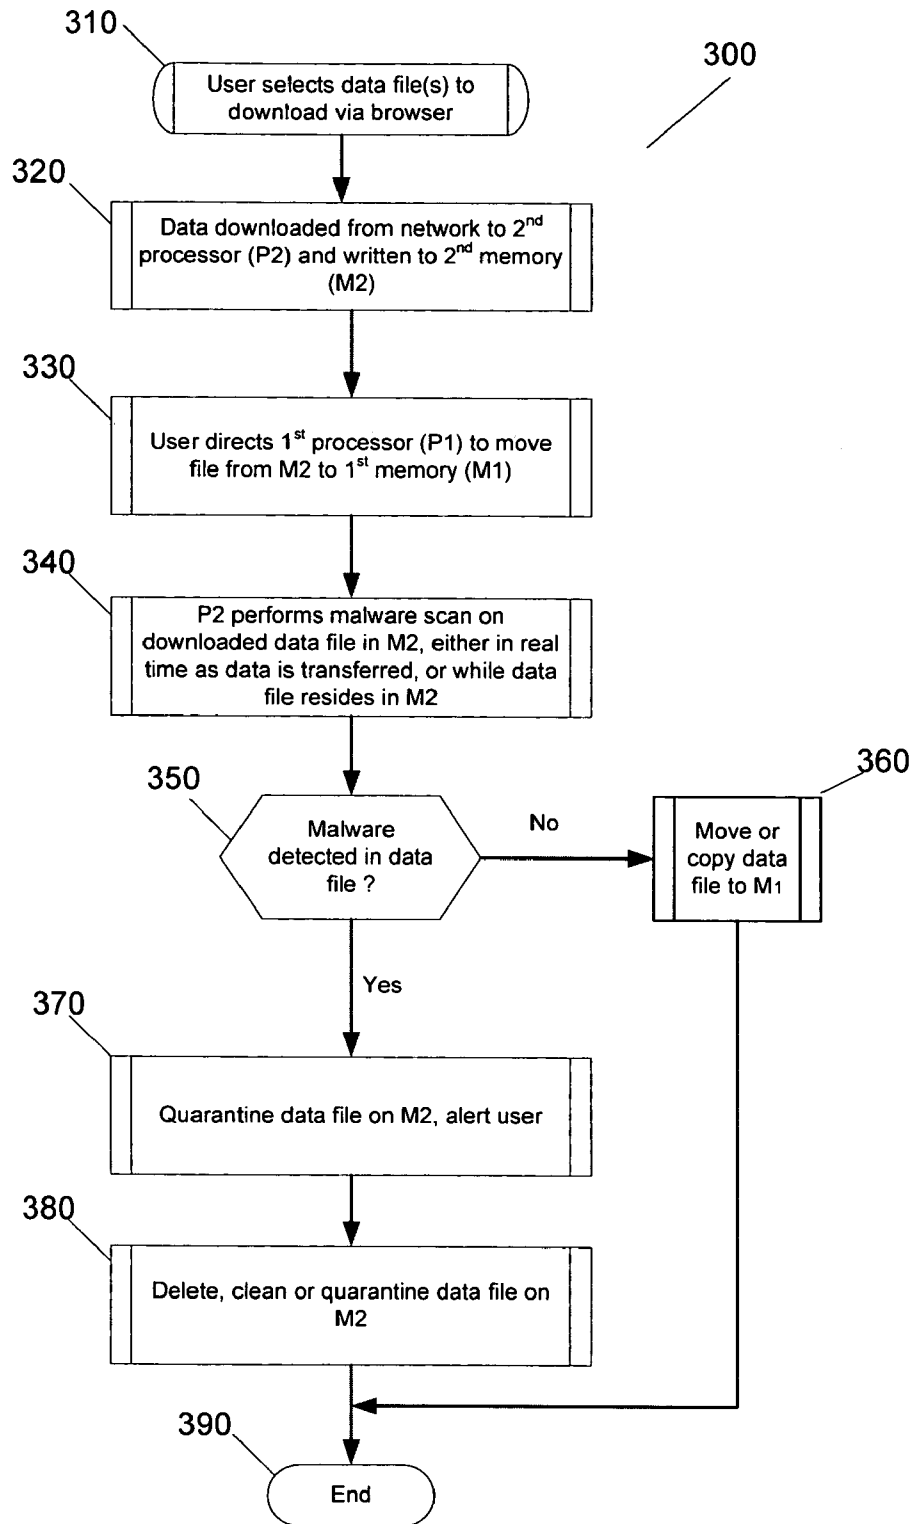 310
300
User selects data file(s) to
download via browser
320
Data downloaded from network to 2nd
processor (P2) and written to 2nd memory
(M2)
330
User directs 1st processor (P1) to move
file from M2 to 1st memory (M1)
340
P2 performs malware scan on
downloaded data file in M2, either in real
time as data is transferred, or while data
file resides in M2
350
360
Malware
detected in data
file ?
No
Move or
copy data
file to M1
Yes
370
Quarantine data file on M2, alert user
380
Delete, clean or quarantine data file on
M2
390
End